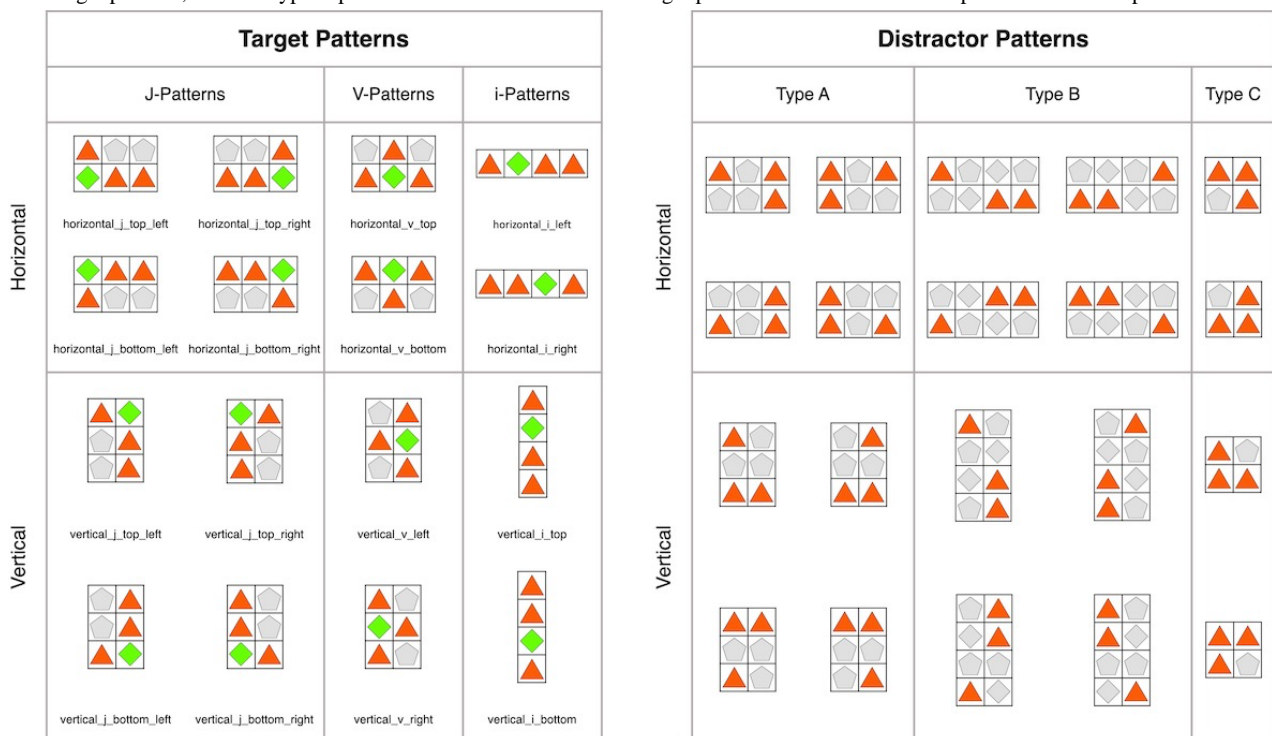 Target Patterns
J-Patterns V-Patterns i-Patterns
Horizontal
horizontal_j_top_left horizontal_j_top_right horizontal_v_top horizontal_i_left
horizontal_j_bottom_left horizontal_j_bottom_right horizontal_v_bottom horizontal_i_right
Vertical
vertical_j_top_left vertical_j_top_right vertical_v_left vertical_i_top
vertical_j_bottom_left vertical_j_bottom_right vertical_v_right vertical_i_bottom
Distractor Patterns
Type A Type B Type C
Horizontal
Vertical